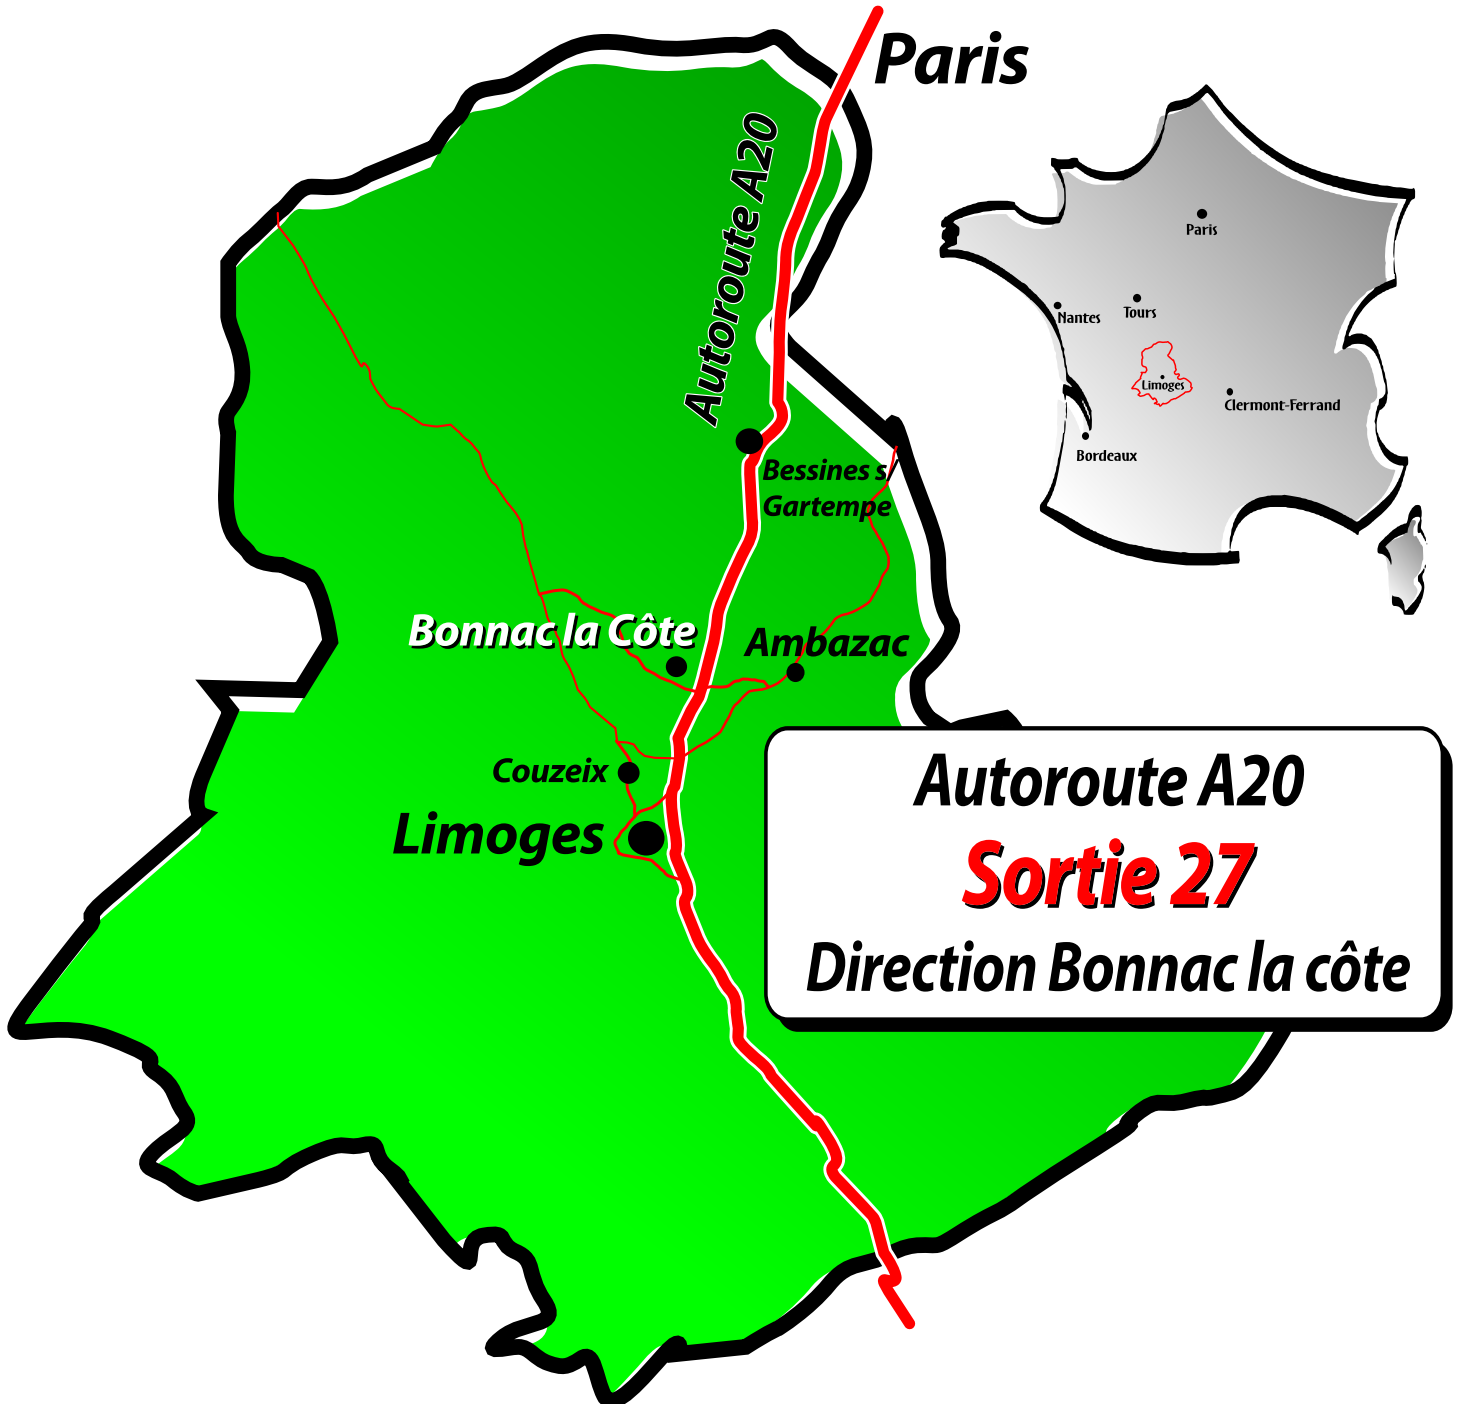 Paris
Autoroute A20
Bessines s/
Gartempe
Bonnac la Côte
Ambazac
Couzeix
Limoges
Paris
Nantes
Tours
Limoges
Clermont-Ferrand
Bordeaux
Autoroute A20
Sortie 27
Direction Bonnac la côte